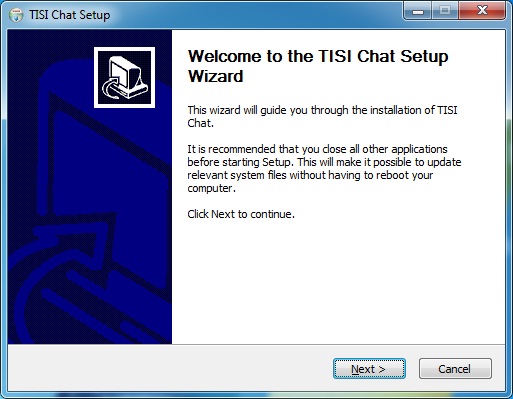 TISI Chat Setup
Welcome to the TISI Chat Setup
Wizard
This wizard will guide you through the installation of TISI
Chat.
It is recommended that you close all other applications
before starting Setup. This will make it possible to update
relevant system files without having to reboot your
computer.
Click Next to continue.
Next >
Cancel